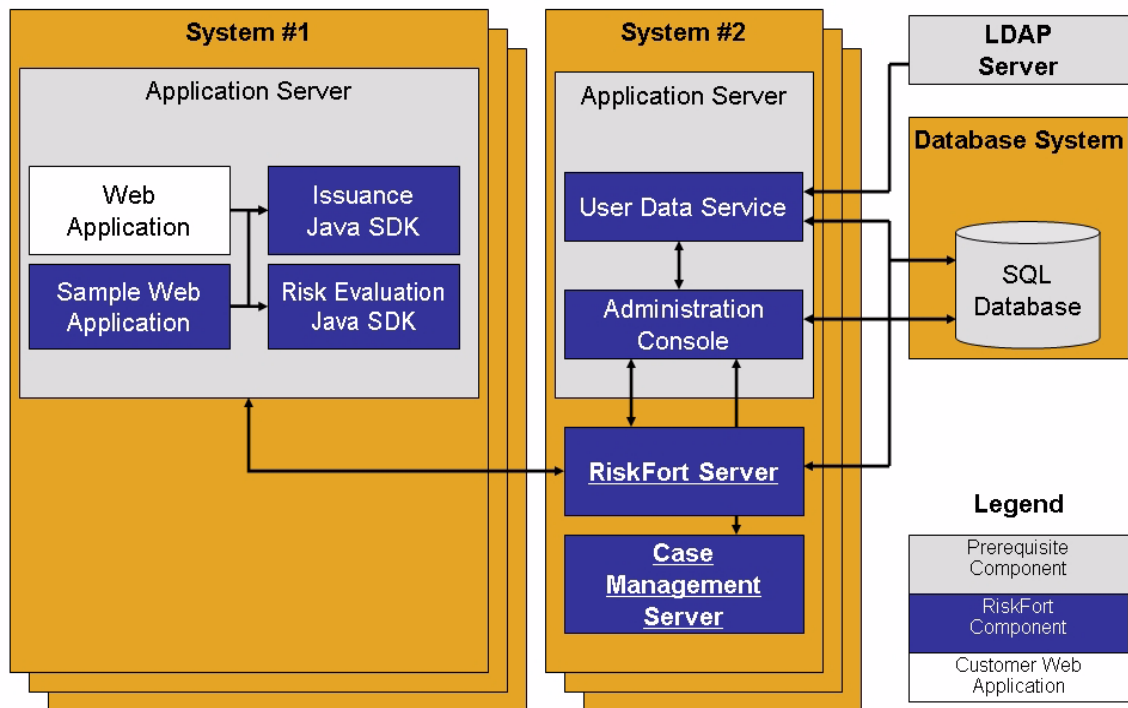 System #1
Application Server
Web
Application
Issuance
Java SDK
Sample Web
Application
Risk Evaluation
Java SDK
System #2
Application Server
User Data Service
Administration
Console
RiskFort Server
Case
Management
Server
LDAP
Server
Database System
SQL
Database
Legend
Prerequisite
Component
RiskFort
Component
Customer Web
Application